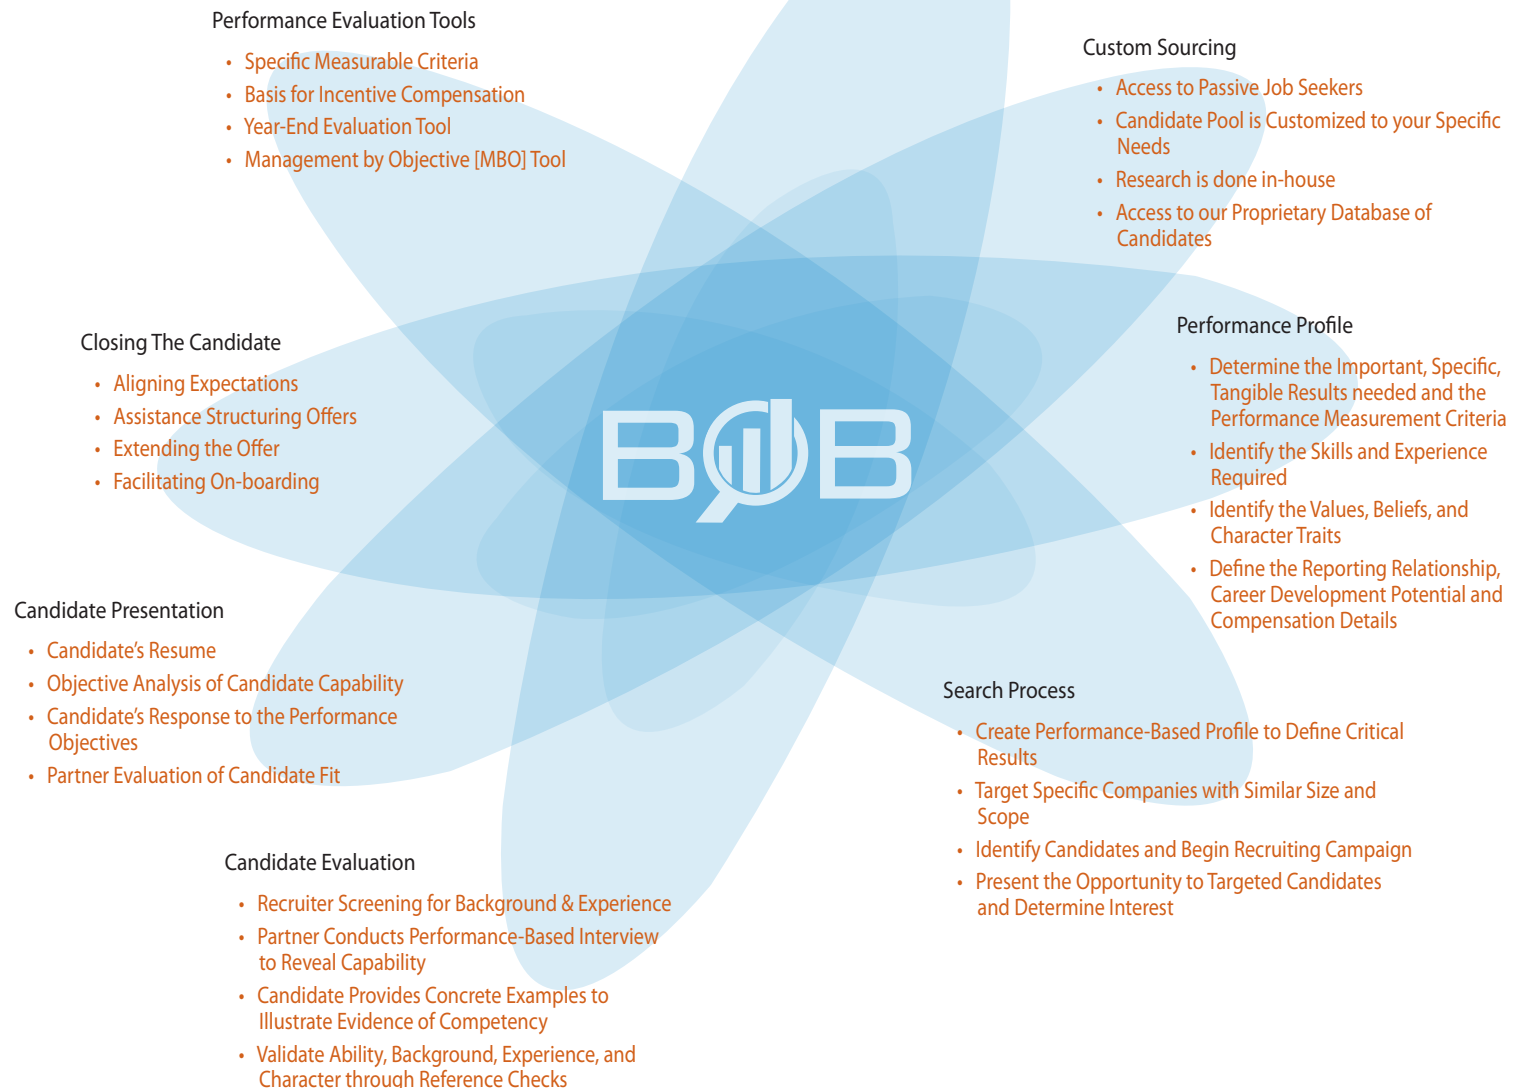 Performance Evaluation Tools
• Specific Measurable Criteria
• Basis for Incentive Compensation
• Year-End Evaluation Tool
• Management by Objective [MBO] Tool
Custom Sourcing
• Access to Passive Job Seekers
• Candidate Pool is Customized to your Specific
Needs
• Research is done in-house
• Access to our Proprietary Database of
Candidates
Performance Profile
• Determine the Important, Specific,
Tangible Results needed and the
Performance Measurement Criteria
• Identify the Skills and Experience
Required
• Identify the Values, Beliefs, and
Character Traits
• Define the Reporting Relationship,
Career Development Potential and
Compensation Details
Search Process
• Create Performance-Based Profile to Define Critical
Results
• Target Specific Companies with Similar Size and
Scope
• Identify Candidates and Begin Recruiting Campaign
• Present the Opportunity to Targeted Candidates
and Determine Interest
Candidate Evaluation
• Recruiter Screening for Background & Experience
• Partner Conducts Performance-Based Interview
to Reveal Capability
• Candidate Provides Concrete Examples to
Illustrate Evidence of Competency
• Validate Ability, Background, Experience, and
Character through Reference Checks
Candidate Presentation
• Candidate’s Resume
• Objective Analysis of Candidate Capability
• Candidate’s Response to the Performance
Objectives
• Partner Evaluation of Candidate Fit
Closing The Candidate
• Aligning Expectations
• Assistance Structuring Offers
• Extending the Offer
• Facilitating On-boarding
BOB